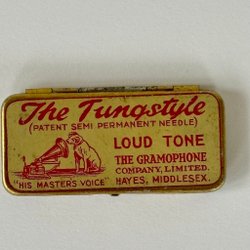 The Tungstyle
(PATENT SEMI PERMANENT NEEDLE)
LOUD TONE
THE GRAMOPHONE
COMPANY, LIMITED.
"HIS MASTERS VOICE" HAYES, MIDDLESEX.